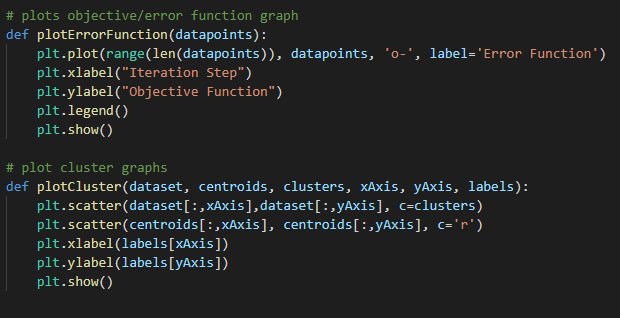 # plots objective/error function graph
def plotErrorFunction(datapoints):
    plt.plot(range(len(datapoints)), datapoints, 'o-', label='Error Function')
    plt.xlabel("Iteration Step")
    plt.ylabel("Objective Function")
    plt.legend()
    plt.show()

# plot cluster graphs
def plotCluster(dataset, centroids, clusters, xAxis, yAxis, labels):
    plt.scatter(dataset[:,xAxis],dataset[:,yAxis], c=clusters)
    plt.scatter(centroids[:,xAxis], centroids[:,yAxis], c='r')
    plt.xlabel(labels[xAxis])
    plt.ylabel(labels[yAxis])
    plt.show()